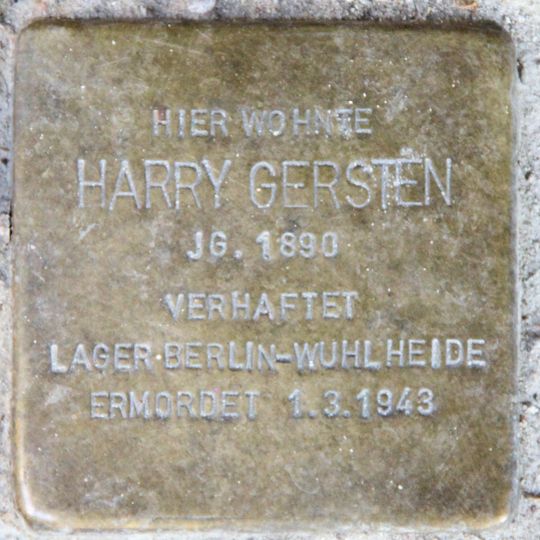 HIER WOHNTE
HARRY GERSTEN
JG. 1890
VERHAFTET
LAGER BERLIN-WUHLHEIDE
ERMORDET 1.3.1943